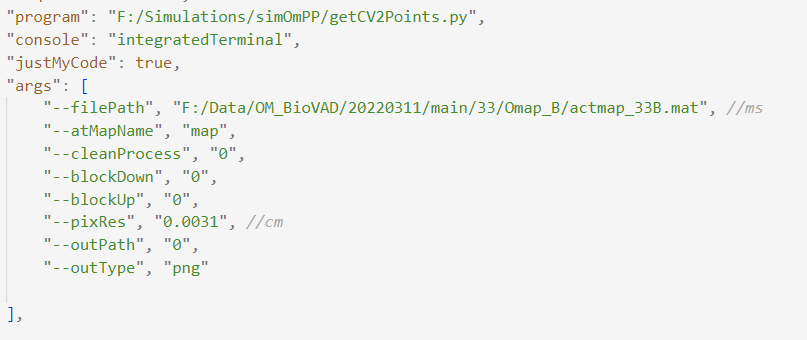 "program": "F:/Simulations/simOmPP/getCV2Points.py",
"console": "integratedTerminal",
"justMyCode": true,
"args": [
"--filePath", "F:/Data/OM_BioVAD/20220311/main/33/Omap_B/actmap_33B.mat", //ms
"--atMapName", "map",
"--cleanProcess", "0",
"--blockDown", "0",
"--blockUp", "0",
"--pixRes", "0.0031", //cm
"--outPath", "0",
"--outType", "png"
],